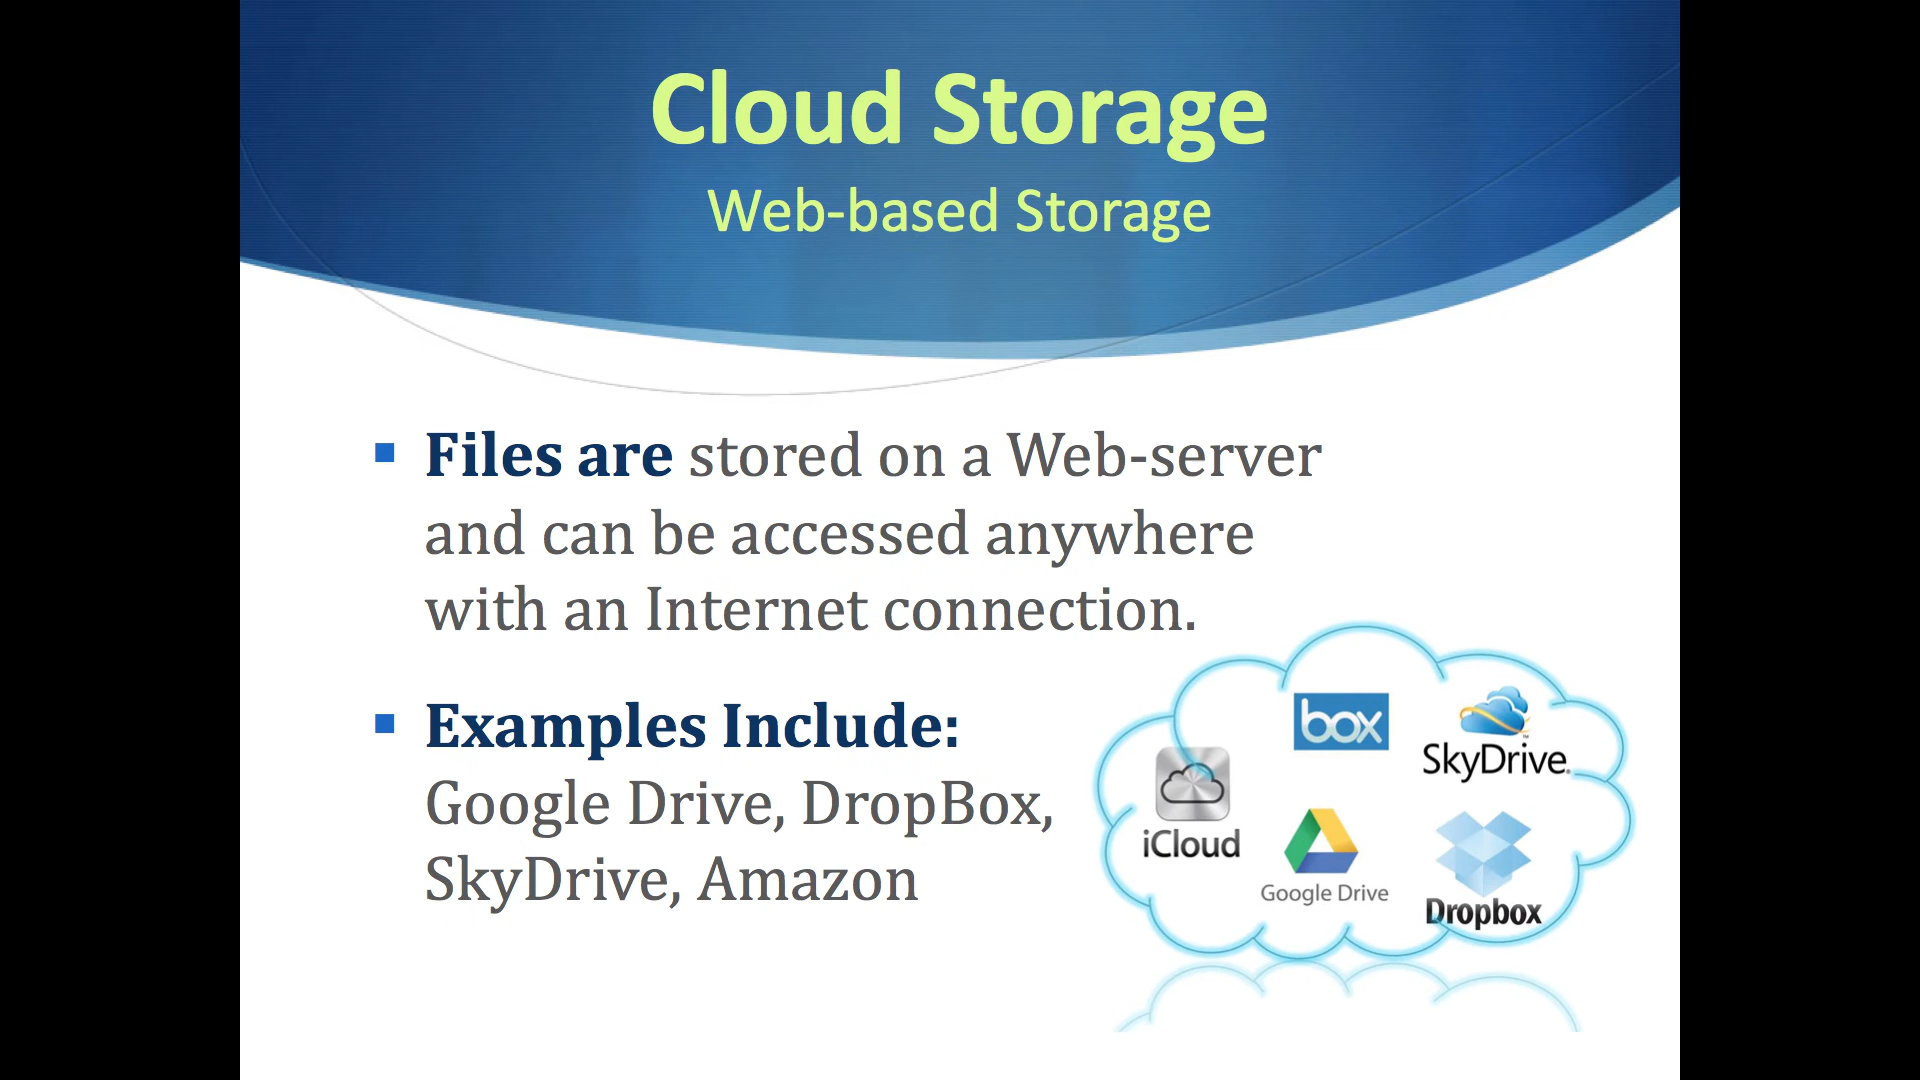 Cloud Storage
Web-based Storage
Files are stored on a Web-server
and can be accessed anywhere
with an Internet connection.
Examples Include:
Google Drive, DropBox,
SkyDrive, Amazon
box
SkyDrive
iCloud
Google Drive
Dropbox